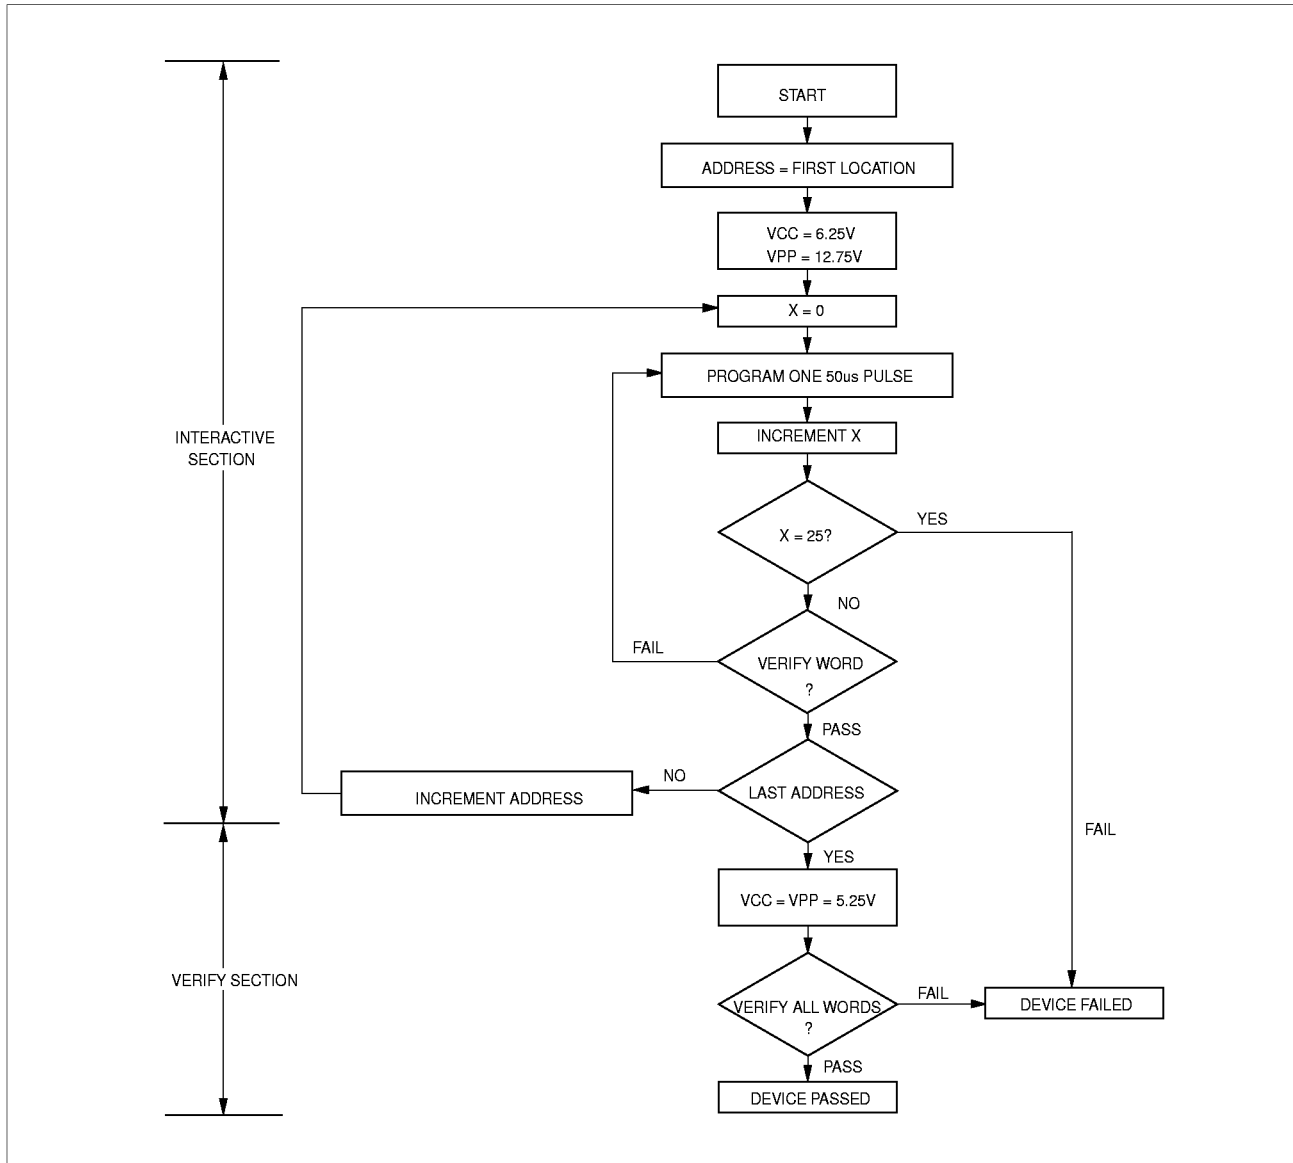 START
ADDRESS = FIRST LOCATION
VCC = 6.25V
VPP = 12.75V
X = 0
PROGRAM ONE 50us PULSE
INTERACTIVE
SECTION
INCREMENT X
X = 25?
YES
NO
FAIL
VERIFY WORD
?
PASS
NO
LAST ADDRESS
INCREMENT ADDRESS
FAIL
YES
VCC = VPP = 5.25V
VERIFY SECTION
VERIFY ALL WORDS
?
FAIL
DEVICE FAILED
PASS
DEVICE PASSED